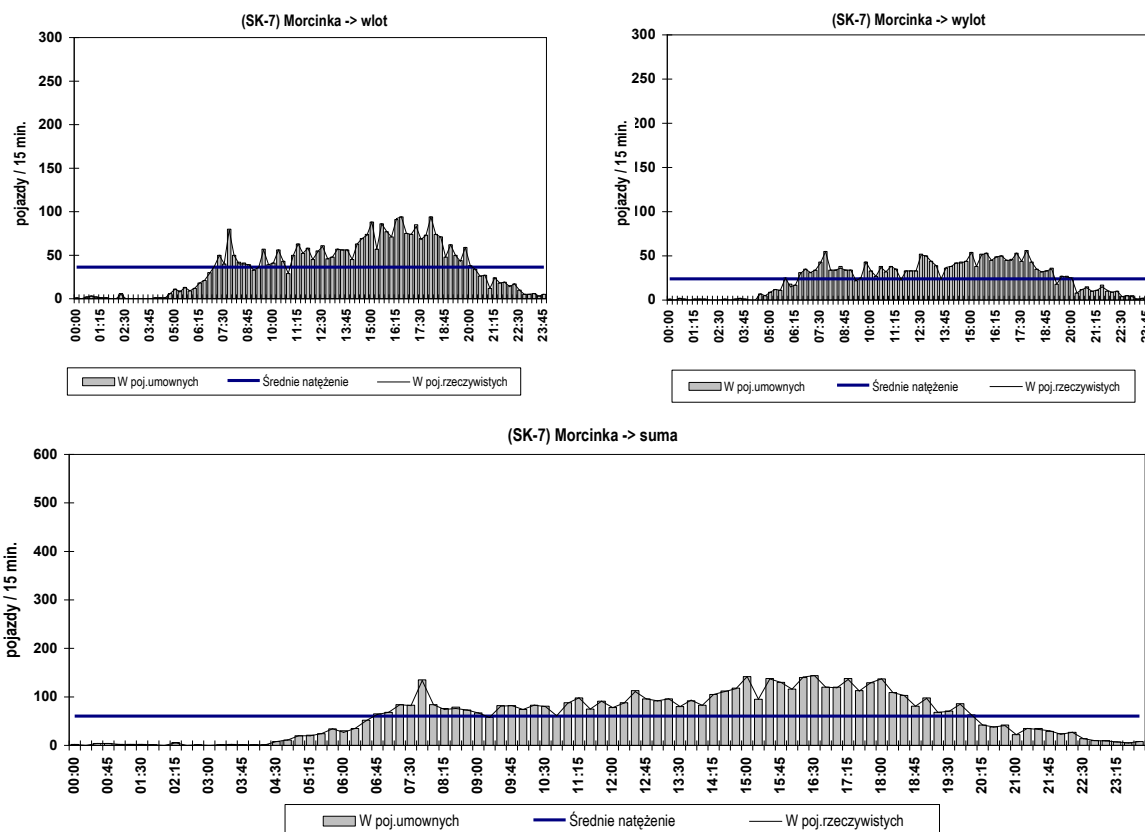 (SK-7) Morcinka -> wlot
pojazdy / 15 min.
300
250
200
150
100
50
0
00:00 01:15 02:30 03:45 05:00 06:15 07:30 08:45 10:00 11:15 12:30 13:45 15:00 16:15 17:30 18:45 20:00 21:15 22:30 23:45
W poj.umownych Średnie natężenie W poj.rzeczywistych
(SK-7) Morcinka -> wylot
pojazdy / 15 min.
300
250
200
150
100
50
0
00:00 01:15 02:30 03:45 05:00 06:15 07:30 08:45 10:00 11:15 12:30 13:45 15:00 16:15 17:30 18:45 20:00 21:15 22:30 23:45
W poj.umownych Średnie natężenie W poj.rzeczywistych
(SK-7) Morcinka -> suma
pojazdy / 15 min.
600
500
400
300
200
100
0
00:00 00:45 01:30 02:15 03:00 03:45 04:30 05:15 06:00 06:45 07:30 08:15 09:00 09:45 10:30 11:15 12:00 12:45 13:30 14:15 15:00 15:45 16:30 17:15 18:00 18:45 19:30 20:15 21:00 21:45 22:30 23:15
W poj.umownych Średnie natężenie W poj.rzeczywistych